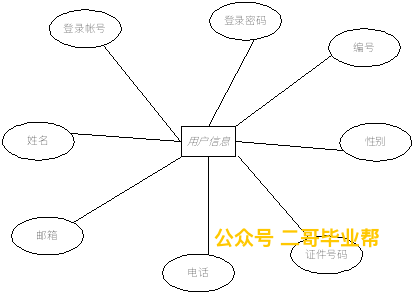 登录密码
登录帐号
编号
用户信息
姓名
性别
邮箱
公众号 二哥毕业帮
证件号码
电话